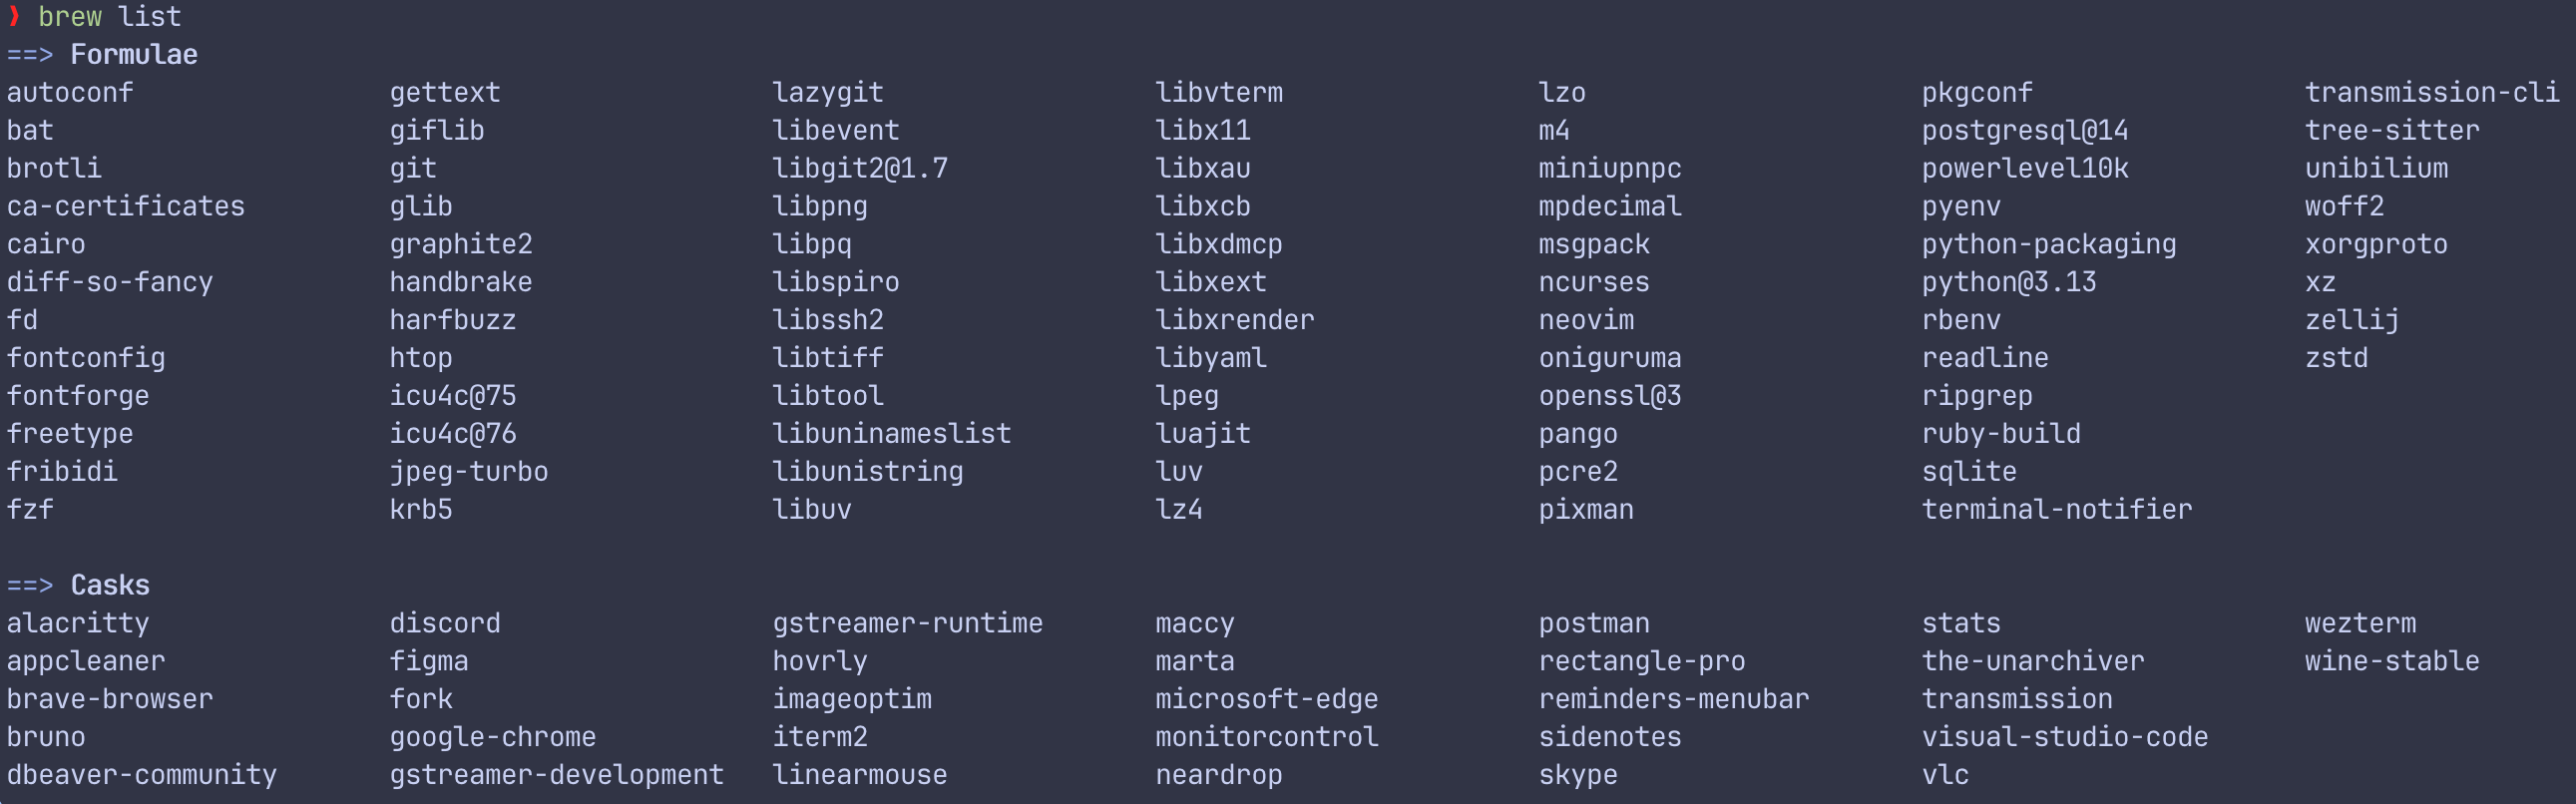 ❯ brew list
==> Formulae
autoconf gettext lazygit libvterm lzo pkgconf transmission-cli
bat giflib libevent libx11 m4 postgresql@14 tree-sitter
brotli git libgit2@1.7 libxau miniupnpc powerlevel10k unibilium
ca-certificates glib libpng libxcb mpdecimal pyenv woff2
cairo graphite2 libpq libxdmcp msgpack python-packaging xorgproto
diff-so-fancy handbrake libspiro libxext ncurses python@3.13 xz
fd harfbuzz libssh2 libxrender neovim rbenv zellij
fontconfig htop libtiff libyaml oniguruma readline zstd
fontforge icu4c@75 libtool lpeg openssl@3 ripgrep
freetype icu4c@76 libuninameslist luajit pango ruby-build
fribidi jpeg-turbo libunistring luv pcre2 sqlite
fzf krb5 libuv lz4 pixman terminal-notifier
==> Casks
alacritty discord gstreamer-runtime maccy postman stats wezterm
appcleaner figma hovrly marta rectangle-pro the-unarchiver wine-stable
brave-browser fork imageoptim microsoft-edge reminders-menubar transmission
bruno google-chrome iterm2 monitorcontrol sidenotes visual-studio-code
dbeaver-community gstreamer-development linearmouse neardrop skype vlc